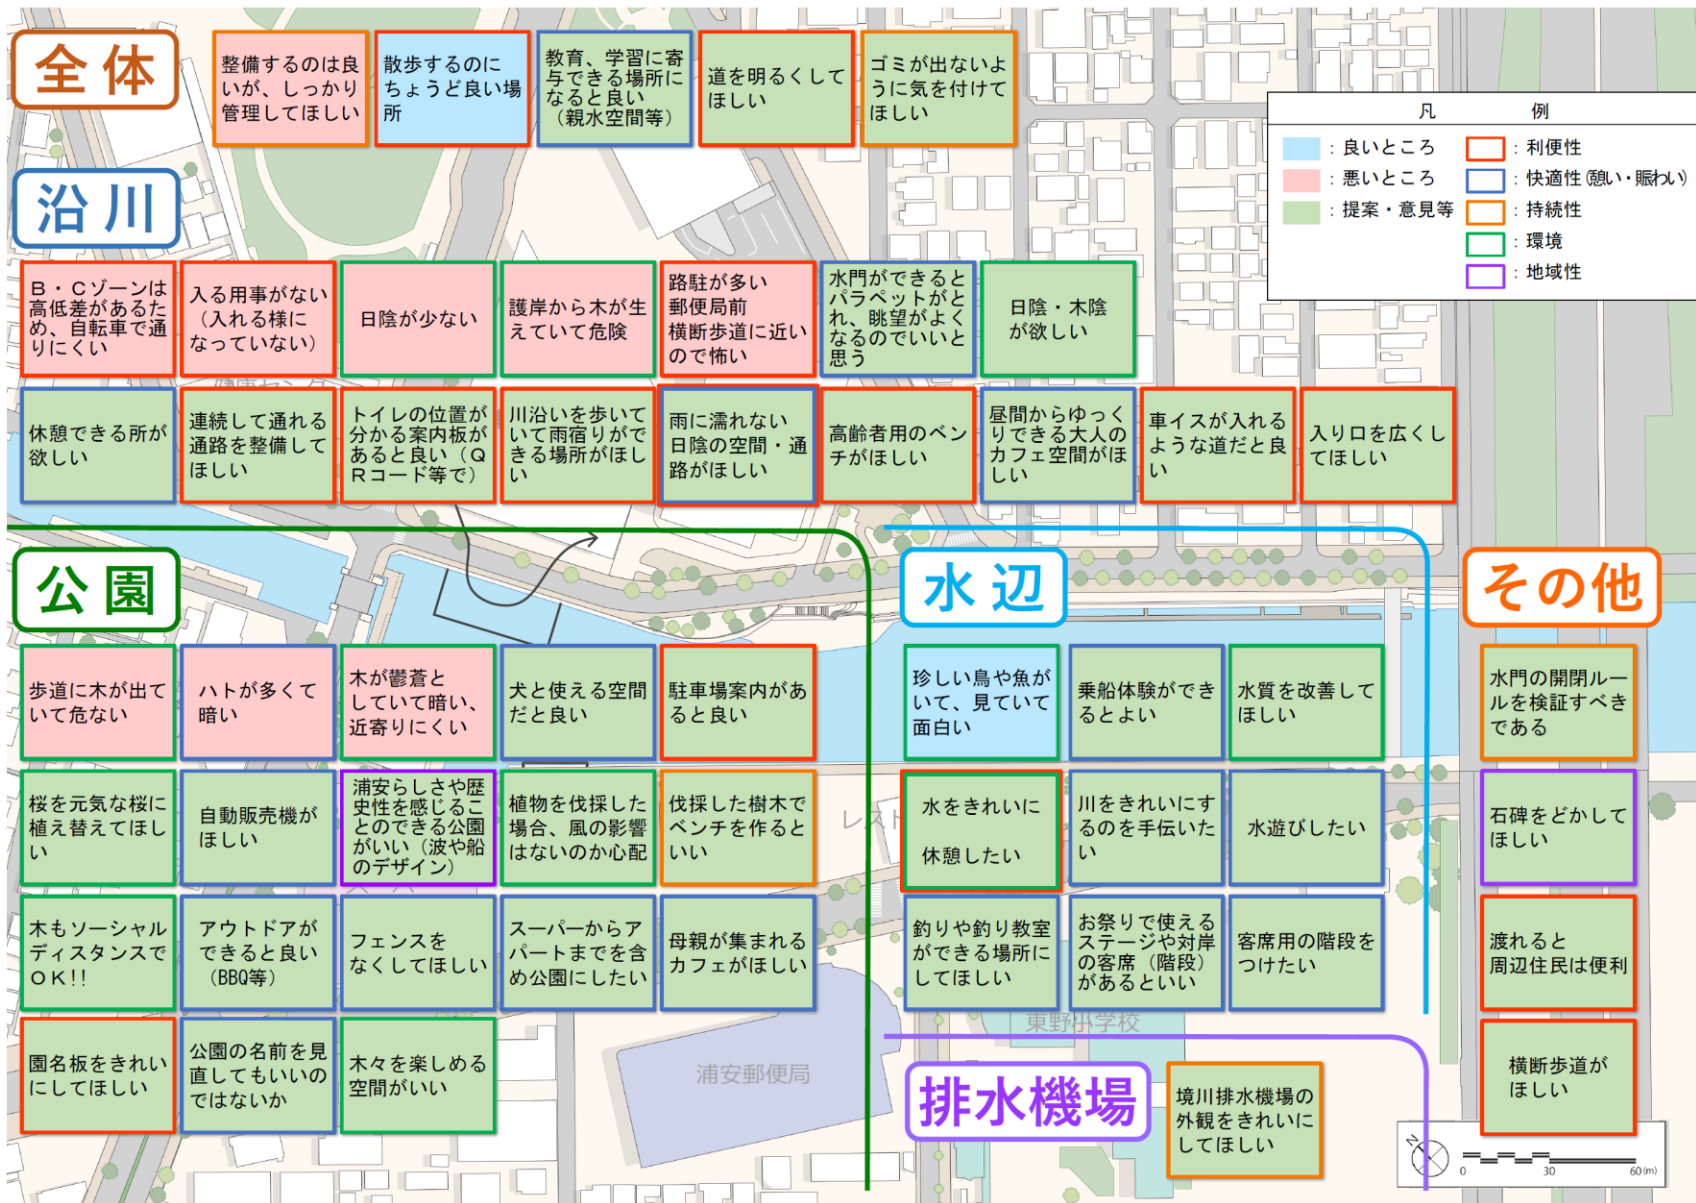 全体
整備するのは良
いが、しっかり
管理してほしい
散歩するのに
ちょうど良い場
所
教育、学習に寄
与できる場所に
なると良い
（親水空間等）
道を明るくして
ほしい
ゴミが出ないよ
うに気を付けて
ほしい
凡例
：良いところ
：悪いところ
：提案・意見等
：利便性
：快適性(憩い・賑わい)
：持続性
：環境
：地域性
沿川
Ｂ・Ｃゾーンは
高低差があるた
め、自転車で通
りにくい
入る用事がない
（入れる様に
なっていない）
日陰が少ない
護岸から木が生
えていて危険
路駐が多い
郵便局前
横断歩道に近い
ので怖い
水門ができると
パラペットがと
れ、眺望がよく
なるのでいいと
思う
日陰・木陰
が欲しい
健康センター
休憩できる所が
欲しい
連続して通れる
通路を整備して
ほしい
トイレの位置が
分かる案内板が
あると良い（Ｑ
Ｒコード等で）
川沿いを歩いて
いて雨宿りがで
きる場所がほし
い
雨に濡れない
日陰の空間・通
路がほしい
高齢者用のベン
チがほしい
昼間からゆっく
りできる大人の
カフェ空間がほ
しい
車イスが入れる
ような道だと良
い
入り口を広くし
てほしい
公園
歩道に木が出て
いて危ない
ハトが多くて
暗い
木が鬱蒼と
していて暗い、
近寄りにくい
犬と使える空間
だと良い
駐車場案内があ
ると良い
桜を元気な桜に
植え替えてほし
い
自動販売機が
ほしい
浦安らしさや歴
史性を感じるこ
とのできる公園
がいい（波や船
のデザイン）
植物を伐採した
場合、風の影響
はないのか心配
伐採した樹木で
ベンチを作ると
いい
木もソーシャル
ディスタンスで
ＯＫ!!
アウトドアが
できると良い
（BBQ等）
フェンスを
なくしてほしい
スーパーからア
パートまでを含
め公園にしたい
母親が集まれる
カフェがほしい
園名板をきれい
にしてほしい
公園の名前を見
直してもいいの
ではないか
木々を楽しめる
空間がいい
浦安郵便局
水辺
珍しい鳥や魚が
いて、見ていて
面白い
乗船体験ができ
るとよい
水質を改善して
ほしい
レスト
水をきれいに
休憩したい
川をきれいにす
るのを手伝いた
い
水遊びしたい
釣りや釣り教室
ができる場所に
してほしい
お祭りで使える
ステージや対岸
の客席（階段）
があるといい
客席用の階段を
つけたい
東野小学校
排水機場
境川排水機場の
外観をきれいに
してほしい
その他
水門の開閉ルー
ルを検証すべき
である
石碑をどかして
ほしい
渡れると
周辺住民は便利
横断歩道が
ほしい
N
0 30 60(m)